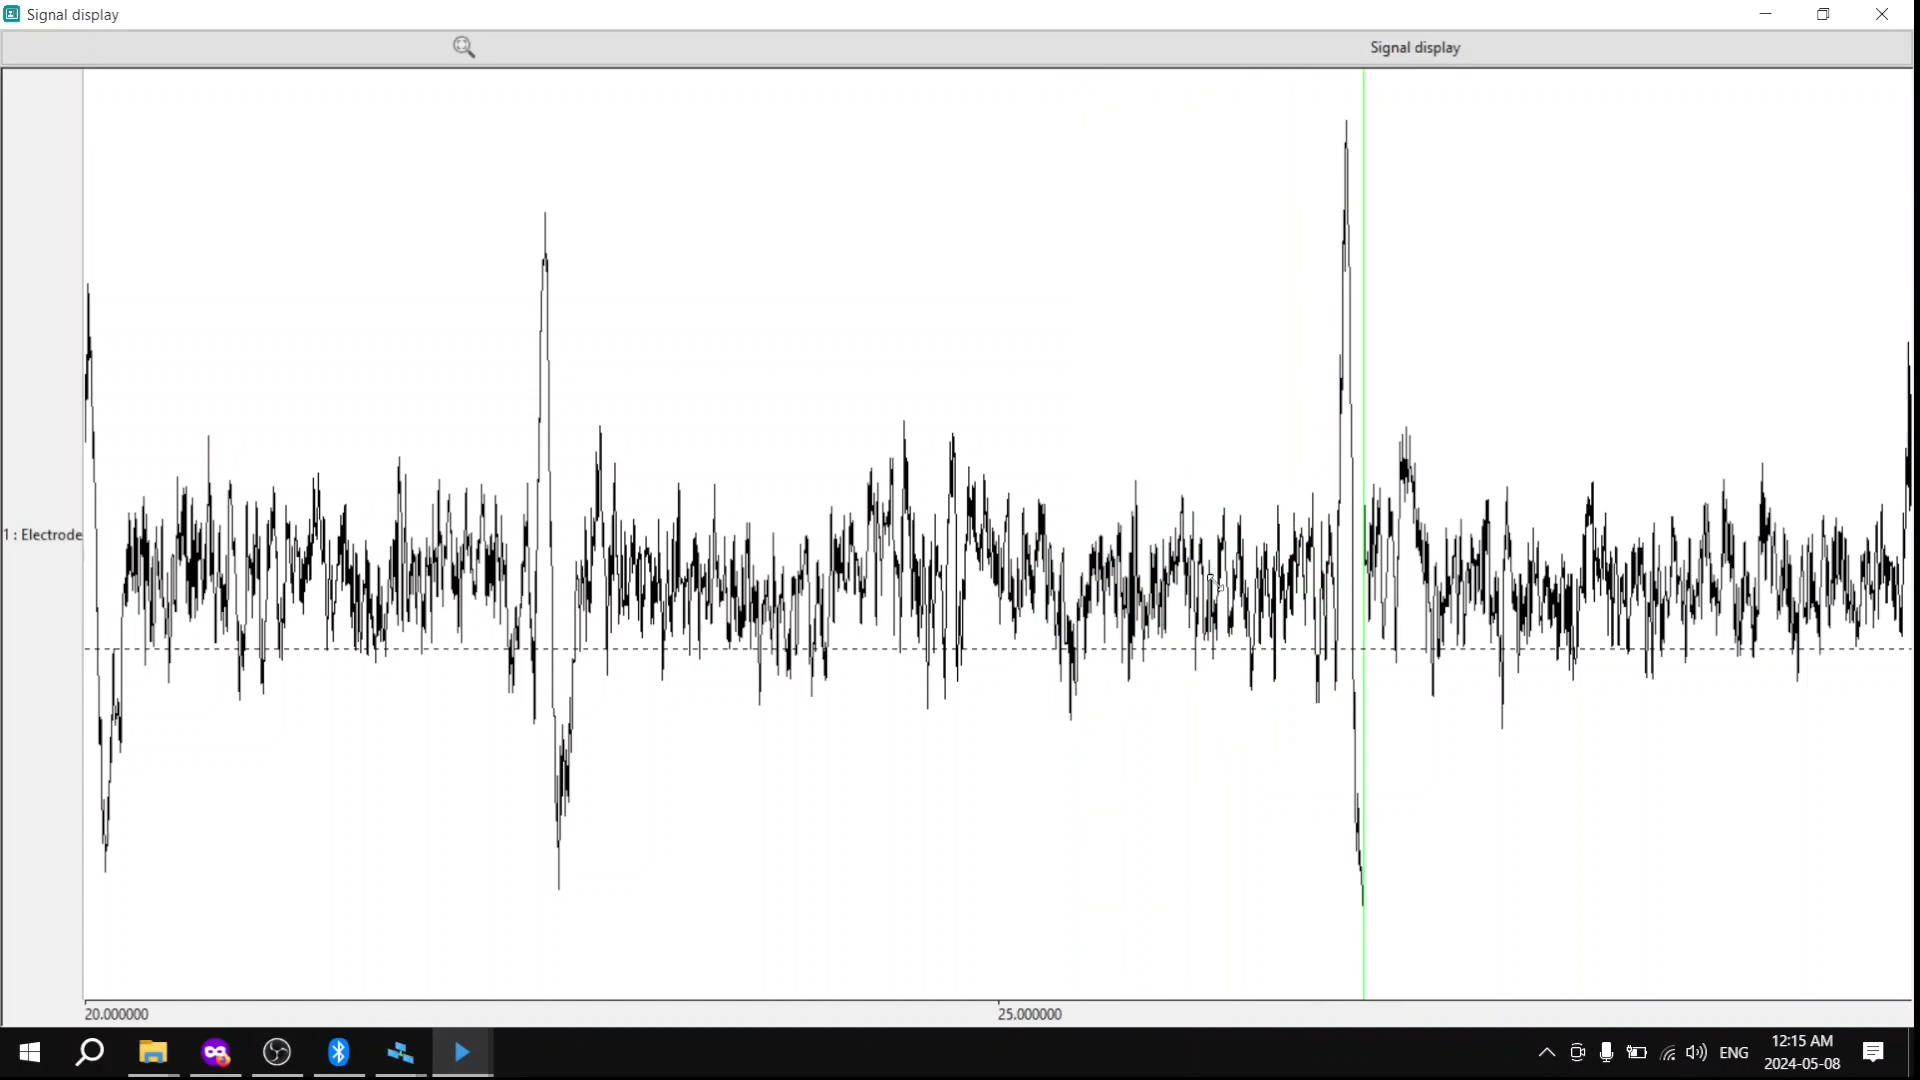 Signal display
Signal display
1 : Electrode
20.000000
25.000000
ENG
12:15 AM
2024-05-08